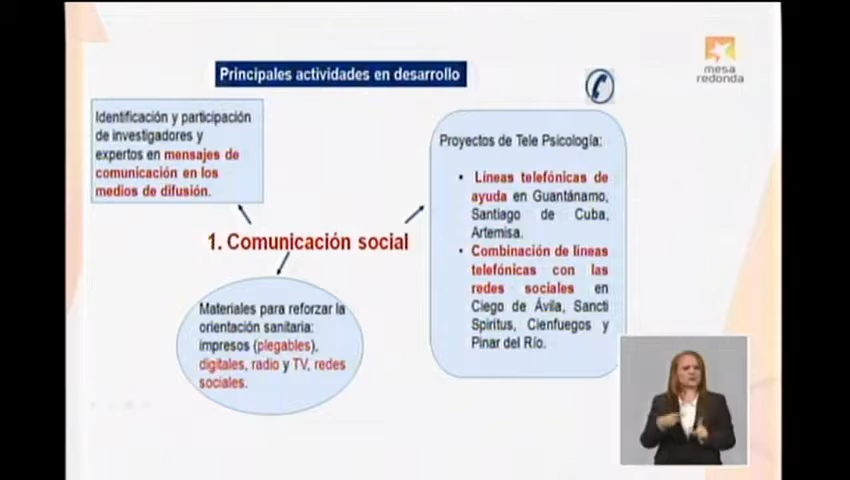 Principales actividades en desarrollo
mesa
redonda
Identificación y participación
de investigadores y
expertos en mensajes de
comunicación en los
medios de difusión.
Proyectos de Tele Psicología:
• Líneas telefónicas de
ayuda en Guantánamo,
Santiago de Cuba,
Artemisa.
• Combinación de líneas
telefónicas con las
redes sociales en
Ciego de Ávila, Sancti
Spíritus, Cienfuegos y
Pinar del Río.
1. Comunicación social
Materiales para reforzar la
orientación sanitaria:
impresos (plegables),
digitales, radio y TV, redes
sociales.